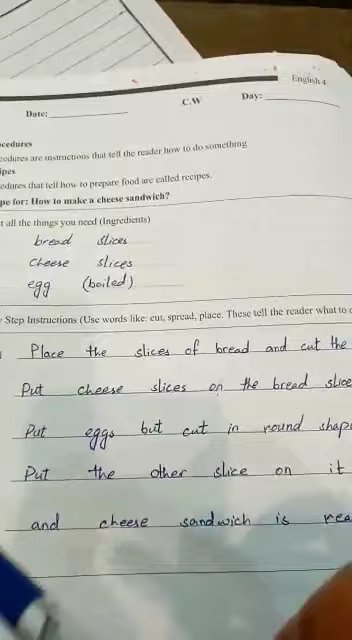 English 4
C.W Day:
Date:
cedures
cedures are instructions that tell the reader how to do something
ipes
edures that tell how to prepare food are called recipes.
pe for: How to make a cheese sandwich?
t all the things you need (Ingredients)
bread slices
cheese slices
egg (boiled)
Step Instructions (Use words like: cut, spread, place. These tell the reader what to
Place the slices of bread and cut the
Put cheese slices on the bread slice
Put eggs but cut in round shap
Put the other slice on it
and cheese sandwich is rea